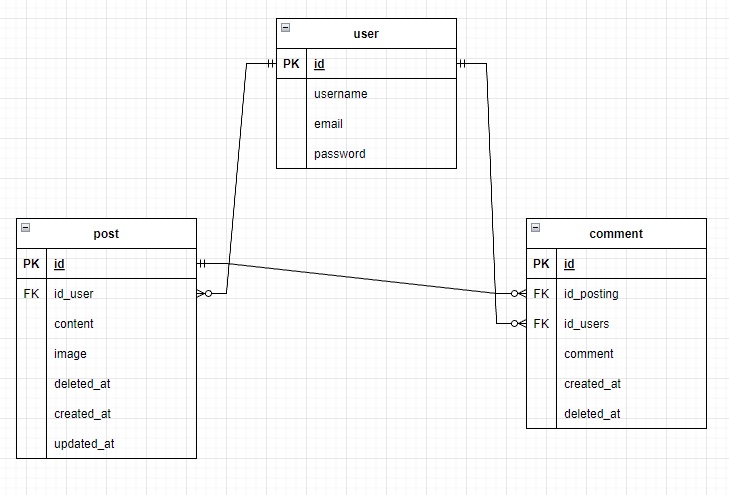 user
PK id
username
email
password
post
PK id
FK id_user
content
image
deleted_at
created_at
updated_at
comment
PK id
FK id_posting
FK id_users
comment
created_at
deleted_at